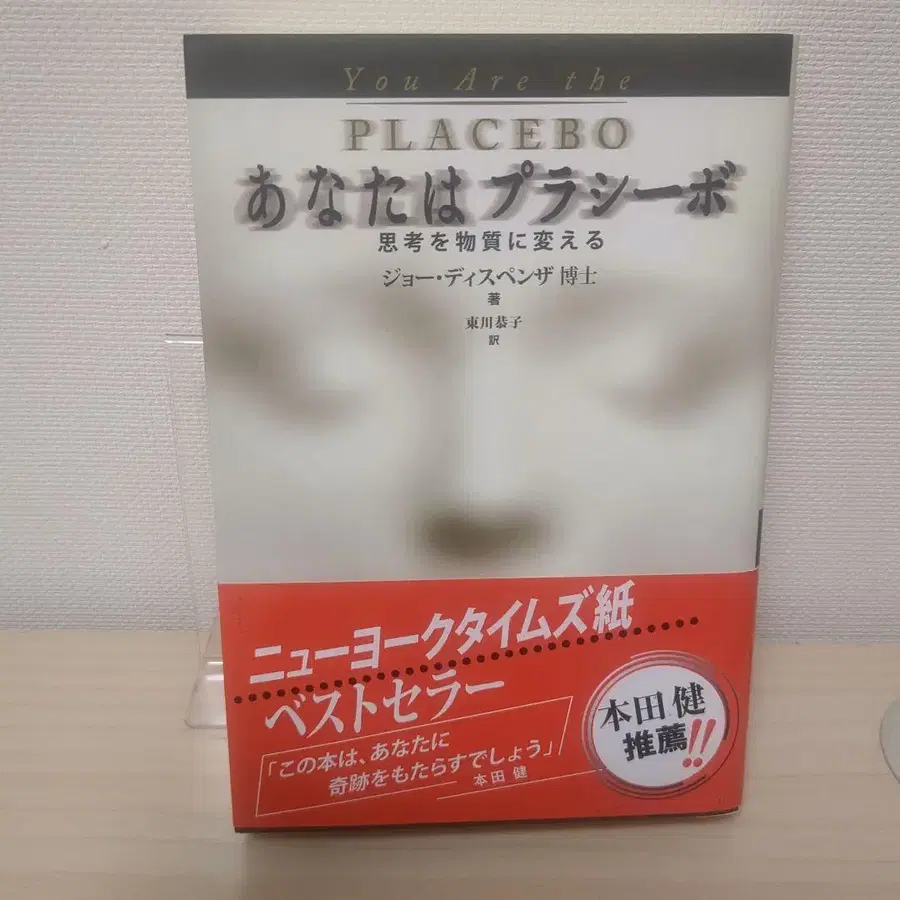 You Are the
PLACEBO
あなたはプラシーボ
思考を物質に変える
ジョー・ディスペンザ 博士
著
東川恭子
訳
ニューヨークタイムズ紙
ベストセラー
「この本は、あなたに
奇跡をもたらすでしょう」
本田 健
本田 健
推薦!!